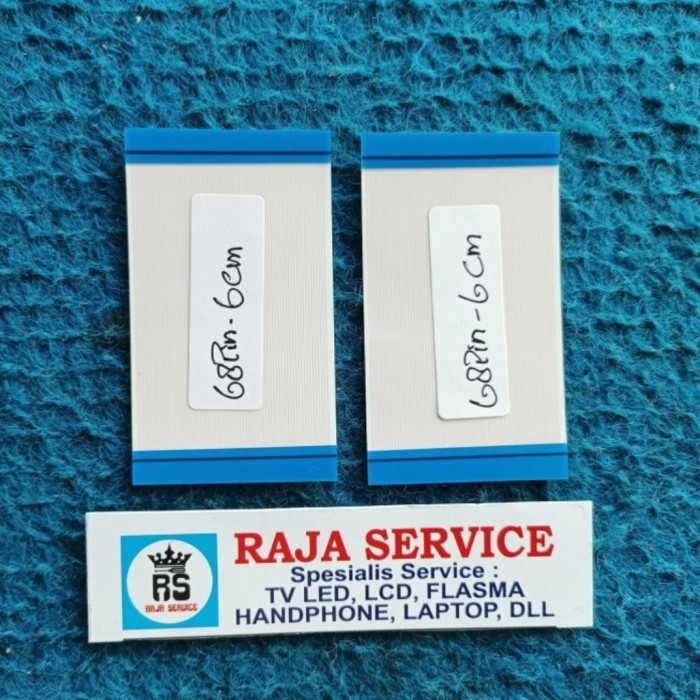 68Pin - 6cm
68Pin - 6cm
RS
RAJA SERVICE
RAJA SERVICE
Spesialis Service :
TV LED, LCD, FLASMA
HANDPHONE, LAPTOP, DLL